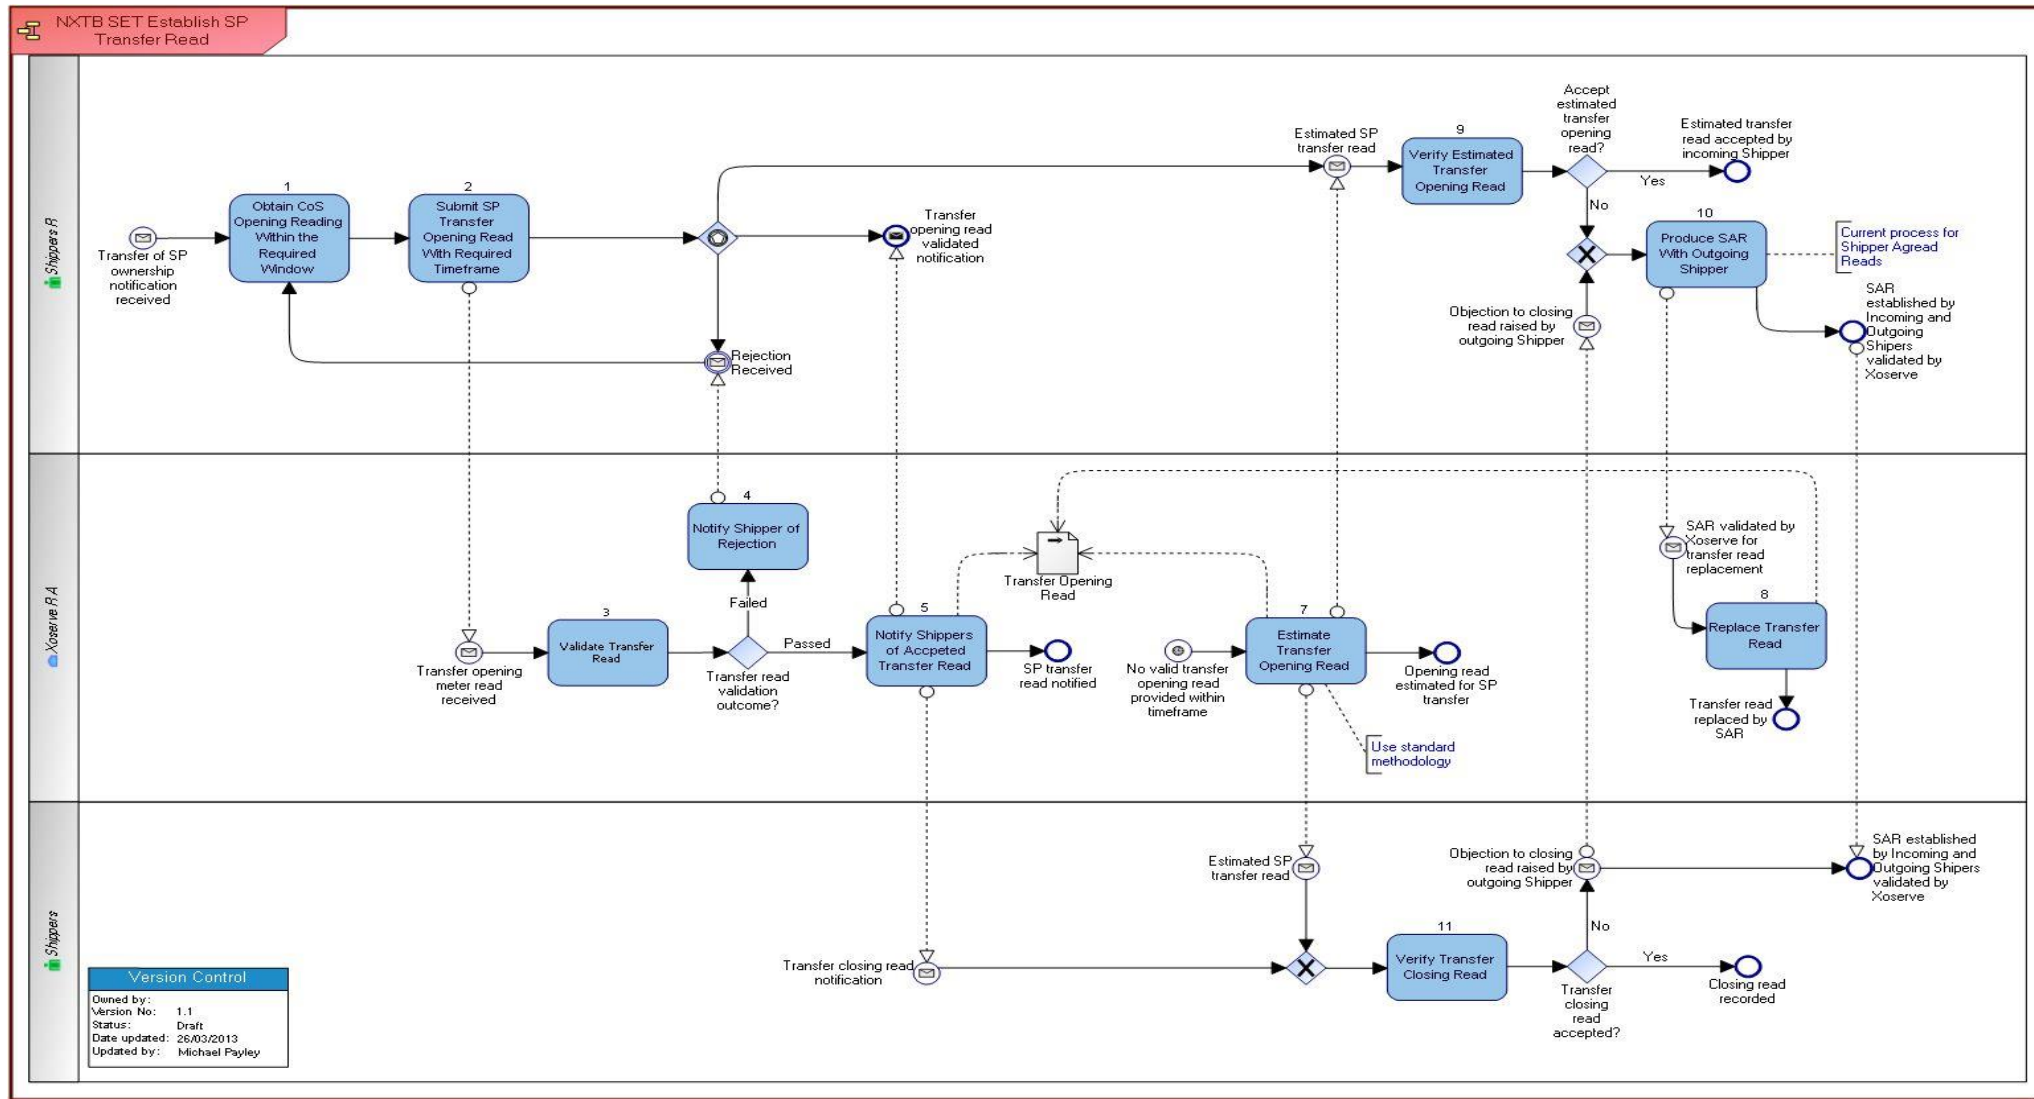 NXTB SET Establish SP
Transfer Read
Shippers R
Transfer of SP
ownership
notification
received
1
Obtain CoS
Opening Reading
Within the
Required
Window
2
Submit SP
Transfer
Opening Read
With Required
Timeframe
Transfer
opening read
validated
notification
Rejection
Received
Estimated SP
transfer read
9
Verify Estimated
Transfer
Opening Read
Accept
estimated
transfer
opening
read?
Yes
Estimated transfer
read accepted by
incoming Shipper
No
Objection to closing
read raised by
outgoing Shipper
10
Produce SAR
With Outgoing
Shipper
Current process for
Shipper Agread
Reads
SAR
established by
Incoming and
Outgoing
Shipers
validated by
Xoserve
Xoserve R A
Transfer opening
meter read
received
3
Validate Transfer
Read
4
Notify Shipper of
Rejection
Failed
Passed
Transfer read
validation
outcome?
5
Notify Shippers
of Accpeted
Transfer Read
SP transfer
read notified
Transfer Opening
Read
No valid transfer
opening read
provided within
timeframe
7
Estimate
Transfer
Opening Read
Opening read
estimated for SP
transfer
Use standard
methodology
SAR validated by
Xoserve for
transfer read
replacement
8
Replace Transfer
Read
Transfer read
replaced by
SAR
Shippers
Transfer closing read
notification
Estimated SP
transfer read
11
Verify Transfer
Closing Read
Objection to closing
read raised by
outgoing Shipper
No
Yes
Transfer
closing
read
accepted?
Closing read
recorded
SAR established
by Incoming and
Outgoing Shipers
validated by
Xoserve
Version Control
Owned by:
Version No: 1.1
Status: Draft
Date updated: 26/03/2013
Updated by: Michael Payley